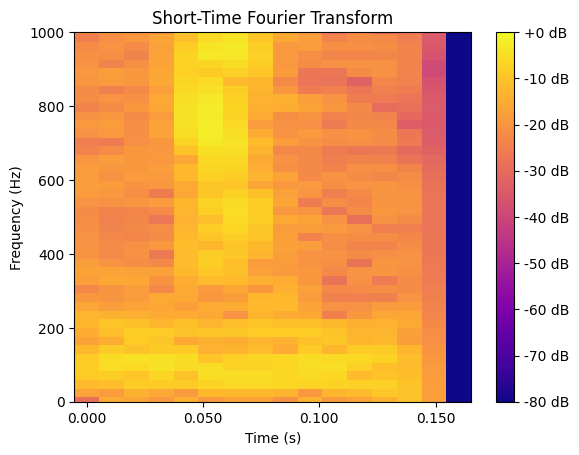 Short-Time Fourier Transform
1000
800
600
400
200
0
Frequency (Hz)
0.000
0.050
0.100
0.150
Time (s)
+0 dB
-10 dB
-20 dB
-30 dB
-40 dB
-50 dB
-60 dB
-70 dB
-80 dB